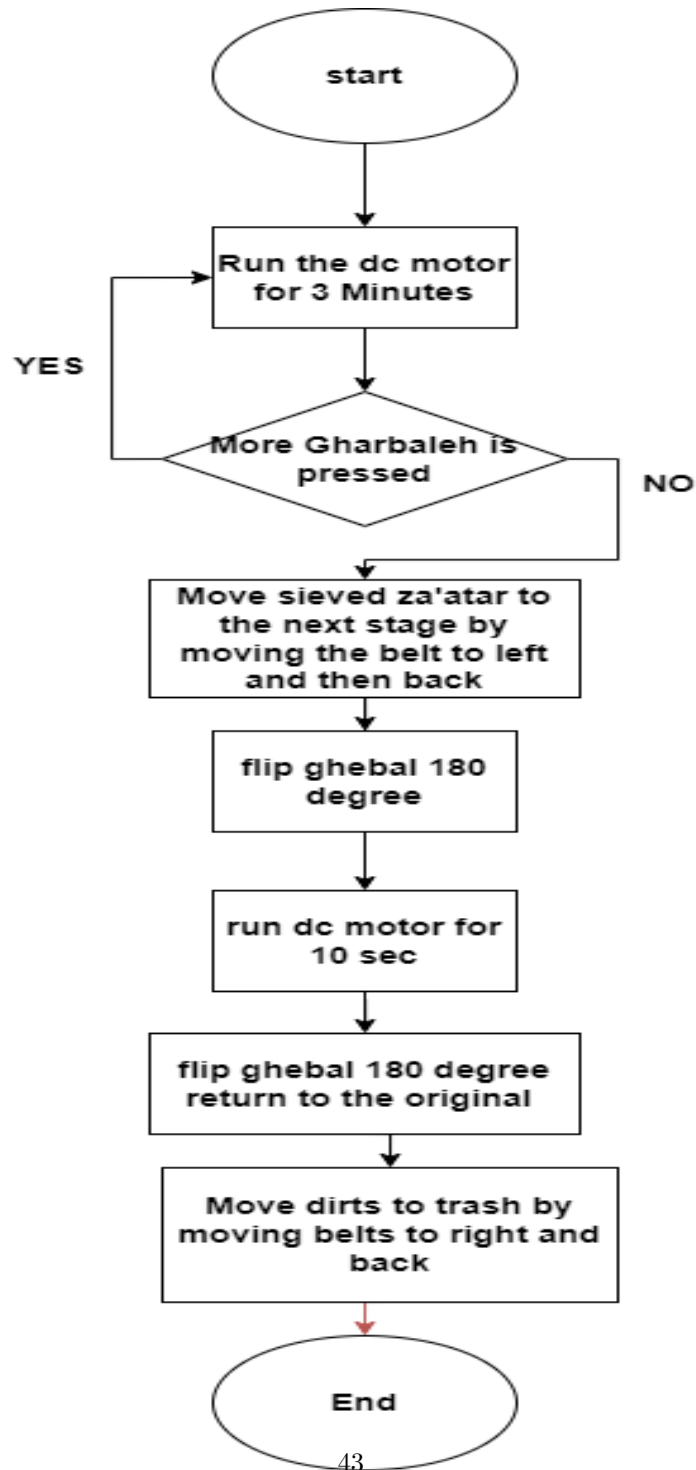 start
Run the dc motor
for 3 Minutes
YES
More Gharbaleh is
pressed
NO
Move sieved za'atar to
the next stage by
moving the belt to left
and then back
flip ghebal 180
degree
run dc motor for
10 sec
flip ghebal 180 degree
return to the original
Move dirts to trash by
moving belts to right and
back
End
43